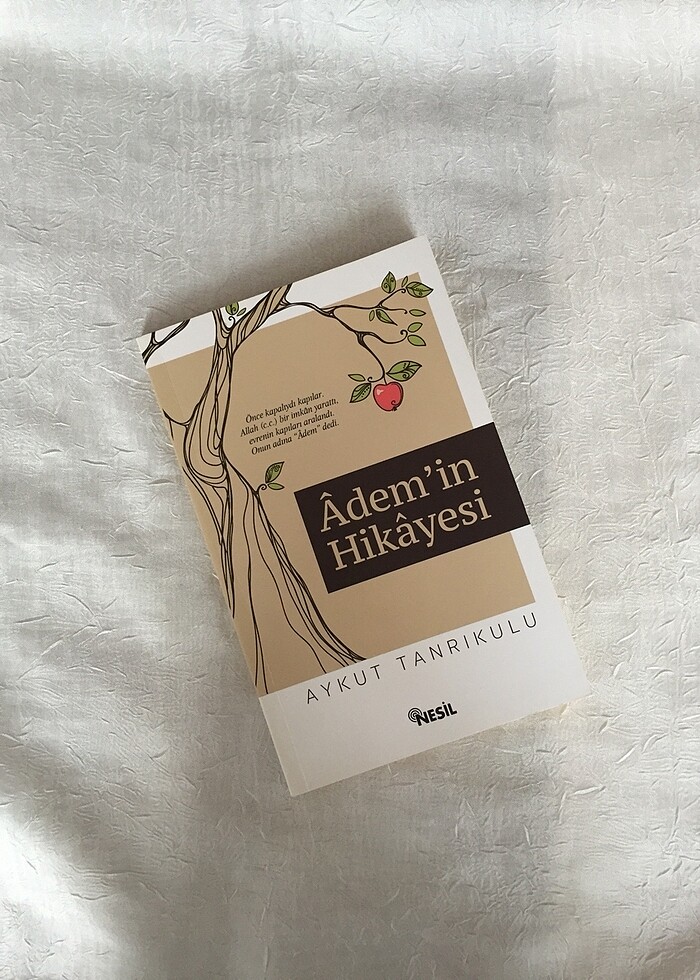 Önce kapalıydı kapılar.
Allah (c.c.) bir imkân yarattı,
evrenin kapıları aralandı.
Onun adına “Âdem” dedi.
Âdem’in
Hikâyesi
AYKUT TANRIKULU
NESİL